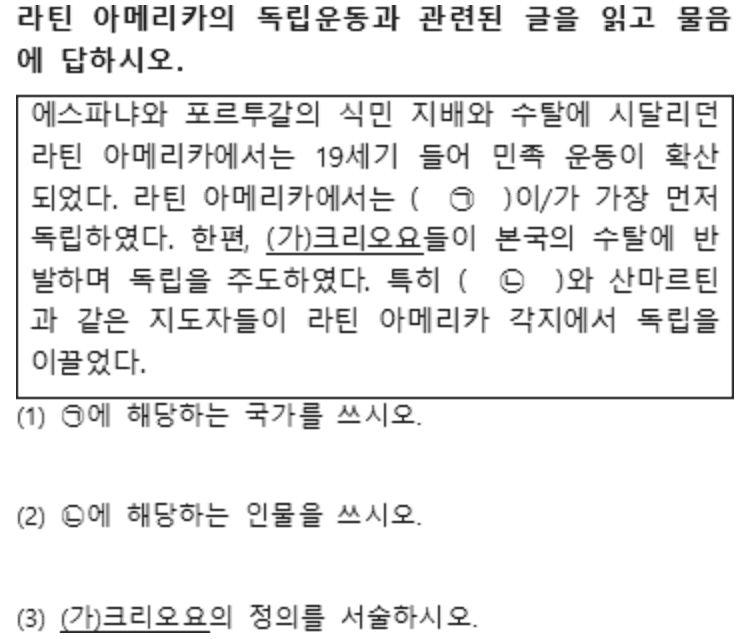 라틴 아메리카의 독립운동과 관련된 글을 읽고 물음
에 답하시오.
에스파냐와 포르투갈의 식민 지배와 수탈에 시달리던
라틴 아메리카에서는 19세기 들어 민족 운동이 확산
되었다. 라틴 아메리카에서는 ( ㉠ )이/가 가장 먼저
독립하였다. 한편, (가)크리오요들이 본국의 수탈에 반
발하며 독립을 주도하였다. 특히 ( ㉡ )와 산마르틴
과 같은 지도자들이 라틴 아메리카 각지에서 독립을
이끌었다.
(1) ㉠에 해당하는 국가를 쓰시오.
(2) ㉡에 해당하는 인물을 쓰시오.
(3) (가)크리오요의 정의를 서술하시오.